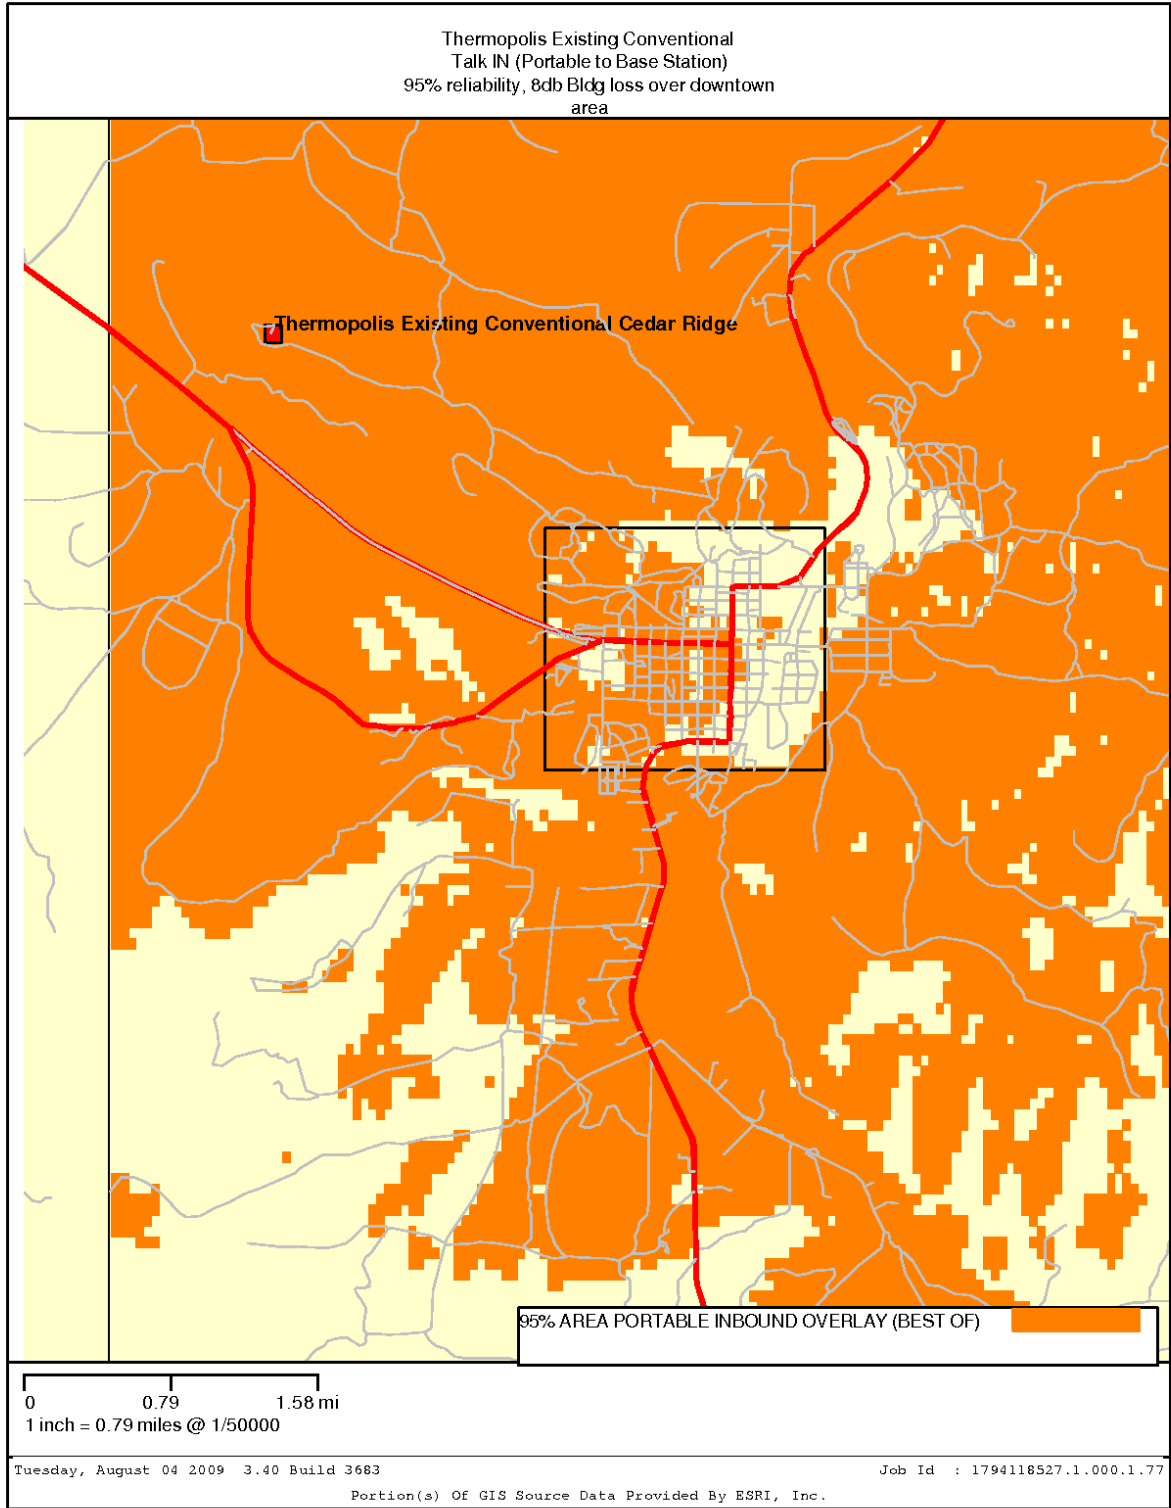 Thermopolis Existing Conventional
Talk IN (Portable to Base Station)
95% reliability, 8db Bldg loss over downtown
area
Thermopolis Existing Conventional Cedar Ridge
95% AREA PORTABLE INBOUND OVERLAY (BEST OF)
0 0.79 1.58 mi
1 inch = 0.79 miles @ 1/50000
Tuesday, August 04 2009 3.40 Build 3683 Job Id : 1794118527.1.000.1.77
Portion(s) Of GIS Source Data Provided By ESRI, Inc.